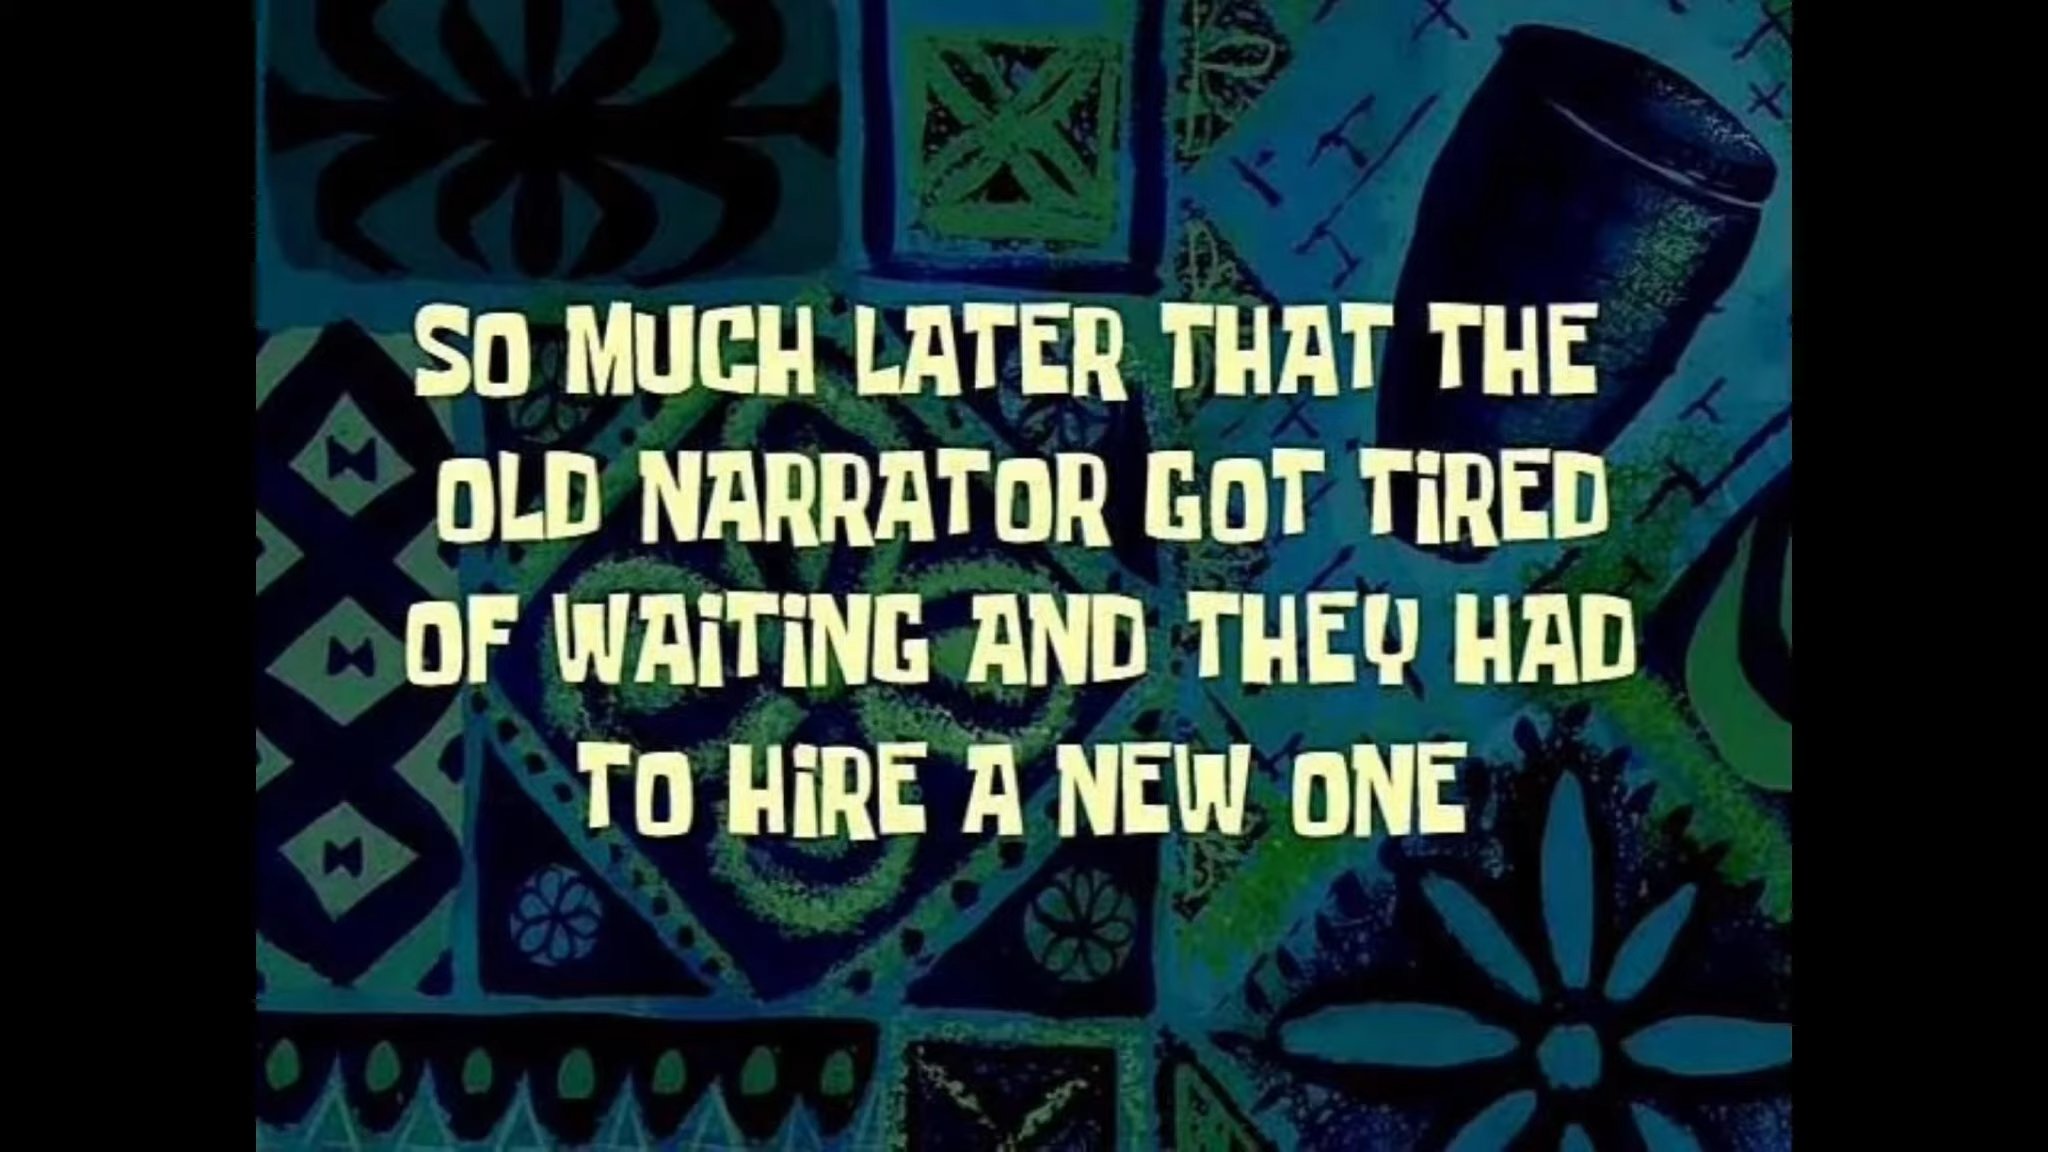 SO MUCH LATER THAT THE
OLD NARRATOR GOT TiRED
OF WAiTiNG AND THEY HAD
TO HiRE A NEW ONE